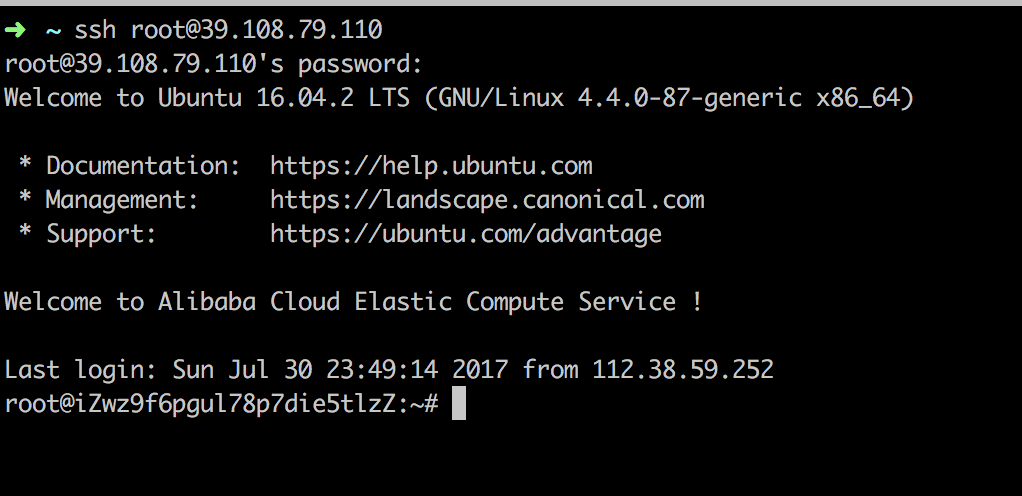 ➜ ~ ssh root@39.108.79.110
root@39.108.79.110's password:
Welcome to Ubuntu 16.04.2 LTS (GNU/Linux 4.4.0-87-generic x86_64)
* Documentation: https://help.ubuntu.com
* Management: https://landscape.canonical.com
* Support: https://ubuntu.com/advantage
Welcome to Alibaba Cloud Elastic Compute Service !
Last login: Sun Jul 30 23:49:14 2017 from 112.38.59.252
root@iZwz9f6pgul78p7die5tlzZ:~#